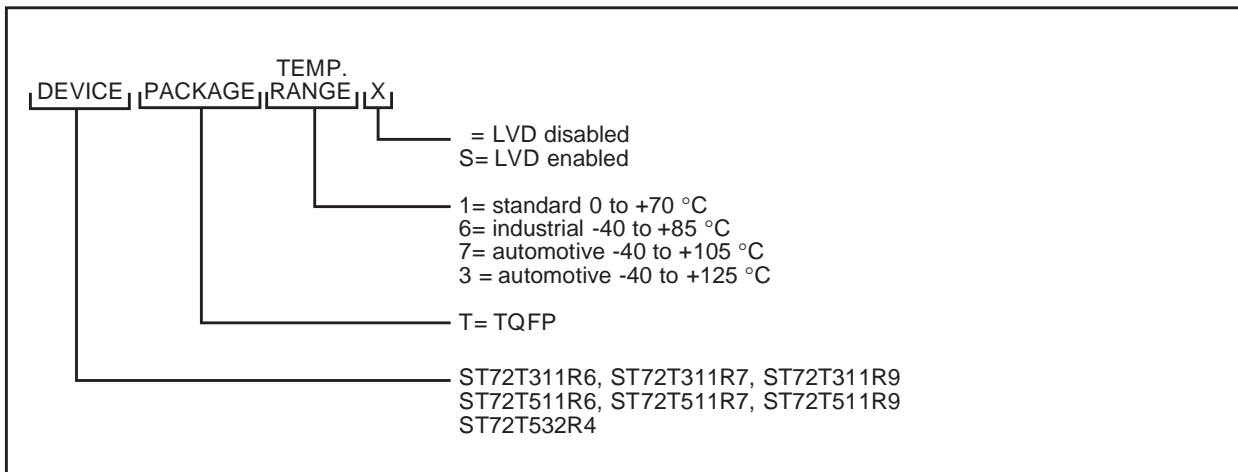 TEMP.
DEVICE PACKAGE RANGE X
= LVD disabled
S= LVD enabled
1= standard 0 to +70 °C
6= industrial -40 to +85 °C
7= automotive -40 to +105 °C
3 = automotive -40 to +125 °C
T= TQFP
ST72T311R6, ST72T311R7, ST72T311R9
ST72T511R6, ST72T511R7, ST72T511R9
ST72T532R4